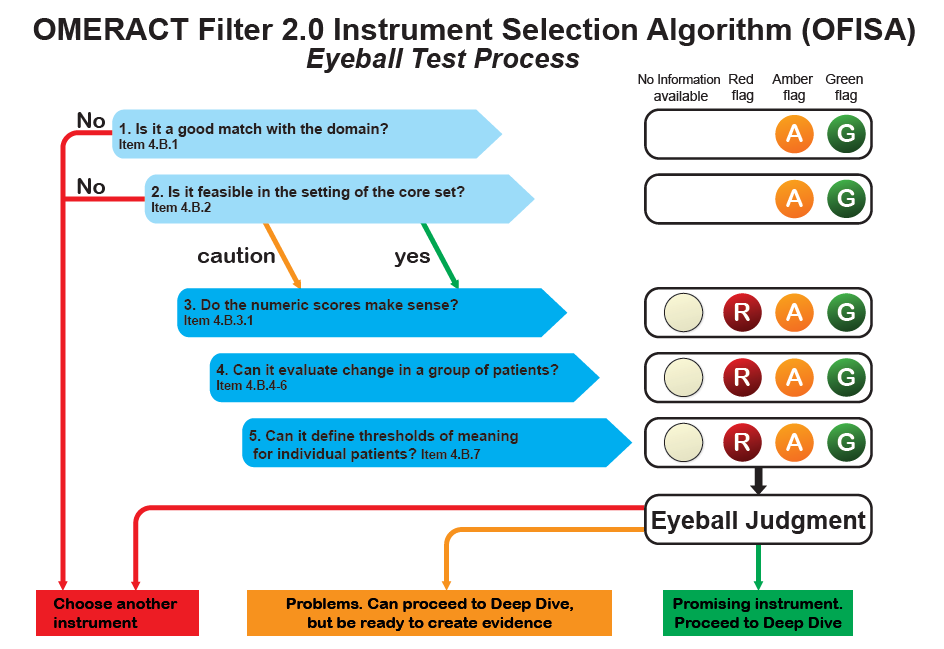 OMERACT Filter 2.0 Instrument Selection Algorithm (OFISA)
Eyeball Test Process
No Information
available
Red
flag
Amber
flag
Green
flag
No
1. Is it a good match with the domain?
Item 4.B.1
A G
No
2. Is it feasible in the setting of the core set?
Item 4.B.2
A G
caution
yes
3. Do the numeric scores make sense?
Item 4.B.3.1
R A G
4. Can it evaluate change in a group of patients?
Item 4.B.4-6
R A G
5. Can it define thresholds of meaning
for individual patients? Item 4.B.7
R A G
Eyeball Judgment
Choose another
instrument
Problems. Can proceed to Deep Dive,
but be ready to create evidence
Promising instrument.
Proceed to Deep Dive